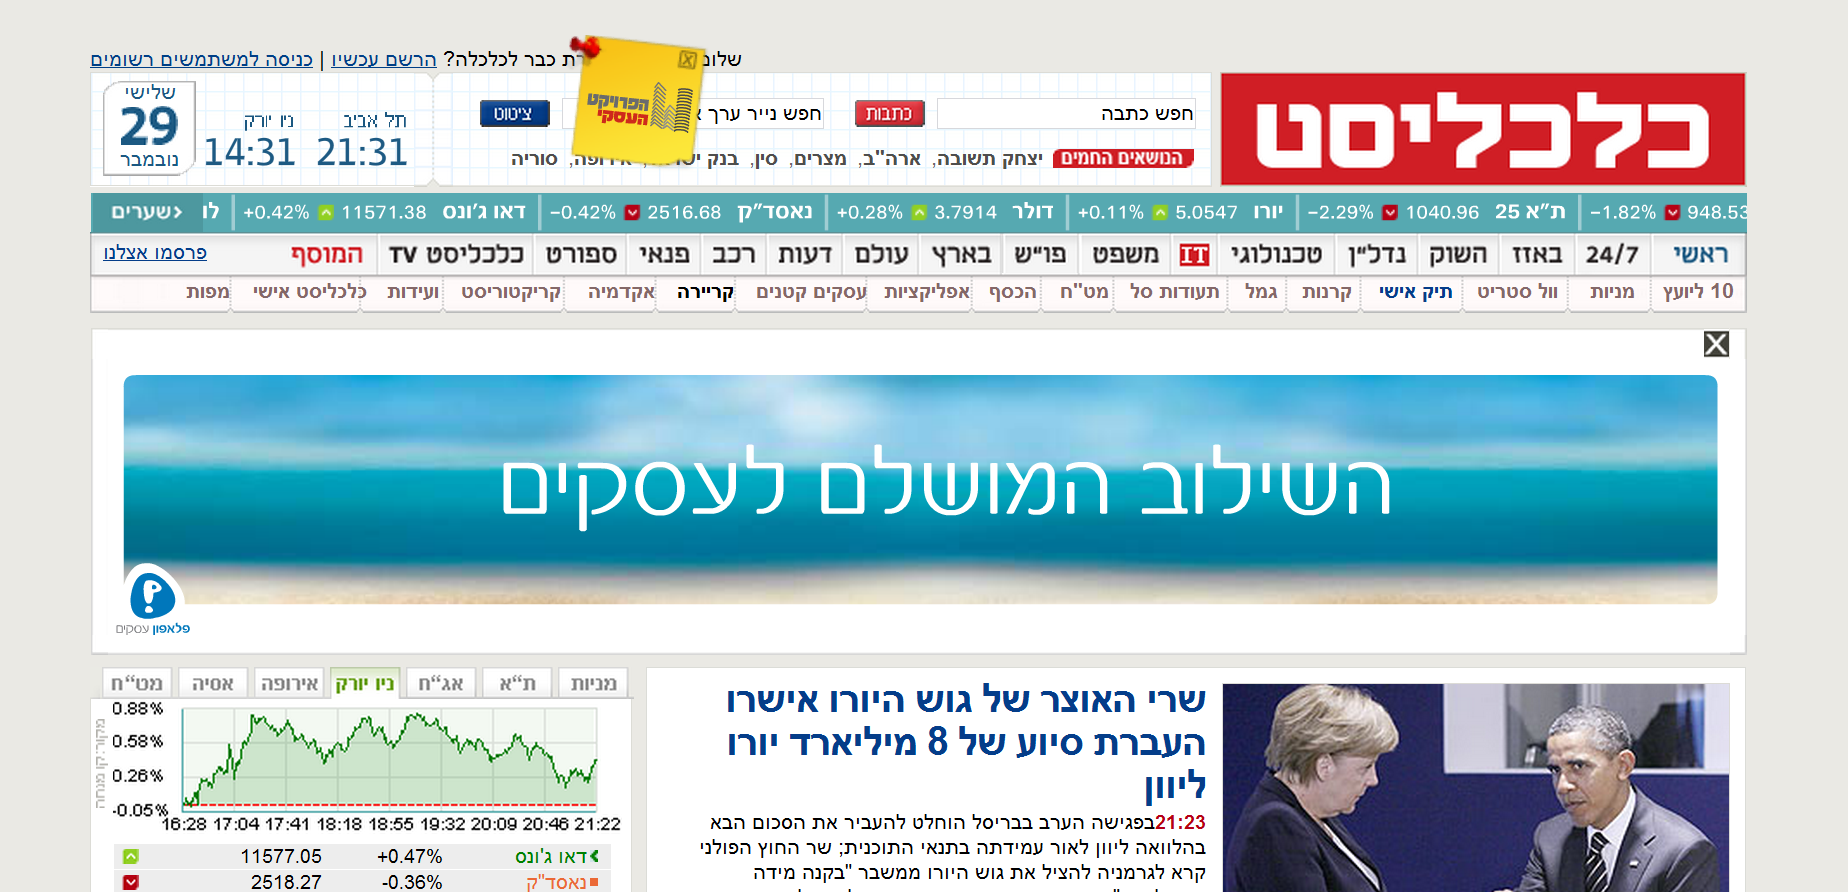 שלום
רת כבר לכלכלה? הרשם עכשיו | כניסה למשתמשים רשומים
כלכליסט
חפש כתבה
כתבות
חפש נייר ערך
ציטוט
הפרויקט
העסקי
הנושאים החמים
יצחק תשובה, ארה"ב, מצרים, סין, בנק
סוריה
תל אביב
21:31
ניו יורק
14:31
שלישי
29
נובמבר
948.53 -1.82%
ת"א 25 1040.96 -2.29%
יורו 5.0547 +0.11%
דולר 3.7914 +0.28%
נאסד"ק 2516.68 -0.42%
דאו ג'ונס 11571.38 +0.42%
לו
שערים
ראשי 24/7 באזז השוק נדל"ן טכנולוגי IT משפט פו"ש בארץ עולם דעות רכב פנאי ספורט כלכליסט TV המוסף פרסמו אצלנו
10 ליועץ מניות וול סטריט תיק אישי קרנות גמל תעודות סל מט"ח הכסף אפליקציות עסקים קטנים קריירה אקדמיה קריקטוריסט ועידות כלכליסט אישי מפות
השילוב המושלם לעסקים
פלאפון עסקים
שרי האוצר של גוש היורו אישרו
העברת סיוע של 8 מיליארד יורו
ליוון
21:23 בפגישה הערב בבריסל הוחלט להעביר את הסכום הבא
בהלוואה ליוון לאור עמידתה בתנאי התוכנית; שר החוץ הפולני
קרא לגרמניה להציל את גוש היורו ממשבר "בקנה מידה
מניות ת"א אג"ח ניו יורק אירופה אסיה מט"ח
0.88%
0.58%
0.26%
-0.05%
16:28 17:04 17:41 18:18 18:55 19:32 20:09 20:46 21:22
דאו ג'ונס +0.47% 11577.05
נאסד"ק -0.36% 2518.27